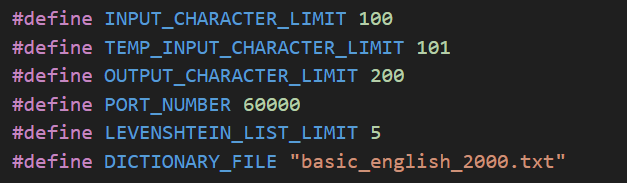 #define INPUT_CHARACTER_LIMIT 100
#define TEMP_INPUT_CHARACTER_LIMIT 101
#define OUTPUT_CHARACTER_LIMIT 200
#define PORT_NUMBER 60000
#define LEVENSHTEIN_LIST_LIMIT 5
#define DICTIONARY_FILE "basic_english_2000.txt"